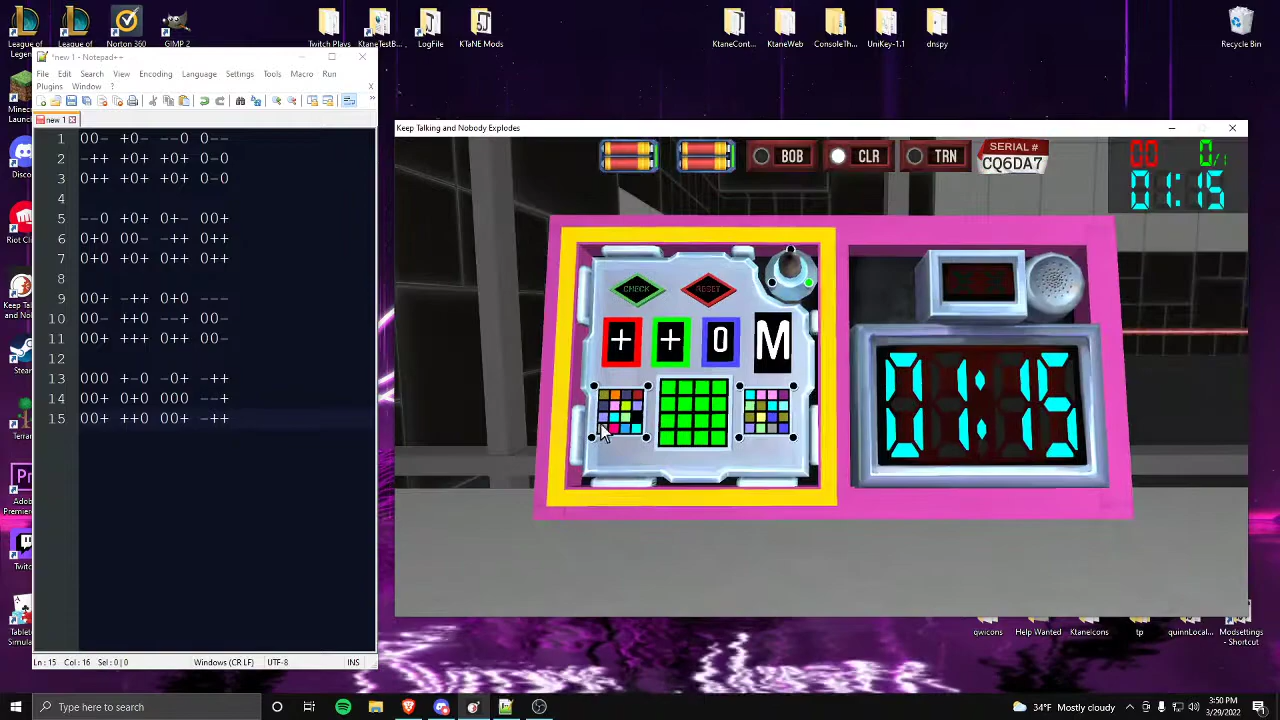 League of
League of
Norton 360
GIMP 2
Twitch Plays
KtaneTestB...
LogFile
KTANE Mods
KtaneCont...
KtaneWeb
ConsoleTh...
UniKey-1.1
dnspy
Recycle Bin
*new 1 - Notepad++
File Edit Search View Encoding Language Settings Tools Macro Run
Plugins Window ? X
new 1
1 00- +0- --0 0--
2 -++ +0+ +0+ 0-0
3 0++ +0+ +0+ 0-0
4
5 --0 +0+ 0+- 00+
6 0+0 00- -++ 0++
7 0+0 +0+ 0++ ++0
8
9 00+ -++ 0+0 ---
10 00- ++0 --+ 0--
11 00+ +++ 0++ 00-
12
13 000 +-0 -0+ -++
14 00+ 0+0 000 --+
15 00+ ++0 00+ -++
Ln: 15 Col: 16 Sel: 0 | 0 Windows (CR LF) UTF-8 INS
Keep Talking and Nobody Explodes
BOB
CLR
TRN
SERIAL #
CQ6DA7
00 0/1
01:15
CHECK
RESET
+ + 0 M
01:15
Help Wanted
KtaneIcons
tp
quinnLocal...
Modsettings
- Shortcut
Type here to search
34°F Mostly cloudy
3:50 PM
3/29/2022